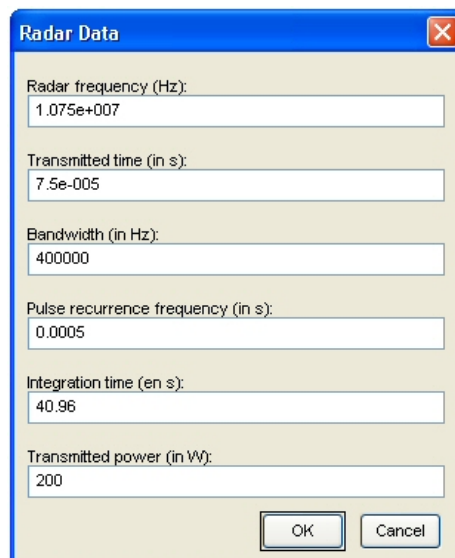 Radar Data
Radar frequency (Hz):
1.075e+007
Transmitted time (in s):
7.5e-005
Bandwidth (in Hz):
400000
Pulse recurrence frequency (in s):
0.0005
Integration time (en s):
40.96
Transmitted power (in W):
200
OK Cancel